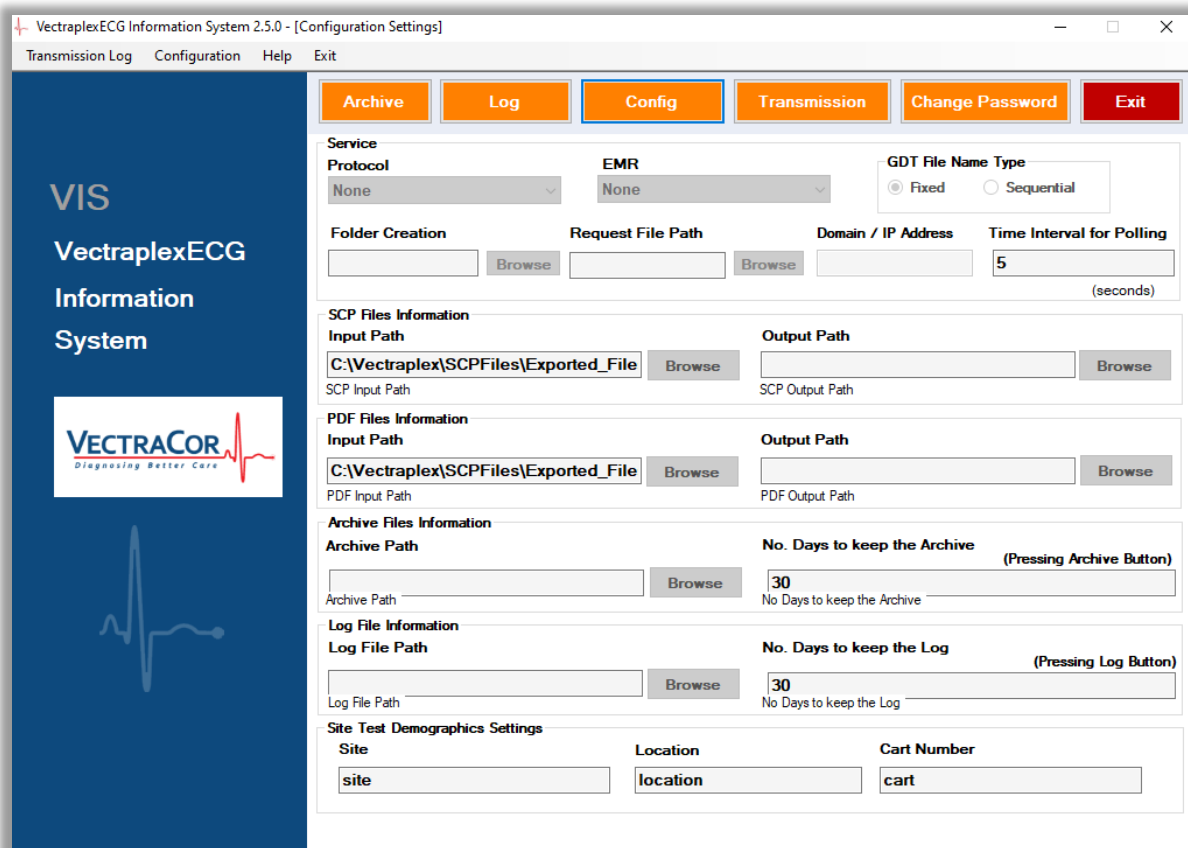 VectraplexECG Information System 2.5.0 - [Configuration Settings]
Transmission Log Configuration Help Exit
Archive Log Config Transmission Change Password Exit
VIS
VectraplexECG
Information
System
VECTRACOR
Diagnosing Better Care
Service
Protocol EMR GDT File Name Type
None None Fixed Sequential
Folder Creation Request File Path Domain / IP Address Time Interval for Polling
Browse Browse 5
(seconds)
SCP Files Information
Input Path Output Path
C:\Vectraplex\SCPFiles\Exported_File Browse Browse
SCP Input Path SCP Output Path
PDF Files Information
Input Path Output Path
C:\Vectraplex\SCPFiles\Exported_File Browse Browse
PDF Input Path PDF Output Path
Archive Files Information
Archive Path No. Days to keep the Archive
(Pressing Archive Button)
Browse 30
Archive Path No Days to keep the Archive
Log File Information
Log File Path No. Days to keep the Log
(Pressing Log Button)
Browse 30
Log File Path No Days to keep the Log
Site Test Demographics Settings
Site Location Cart Number
site location cart